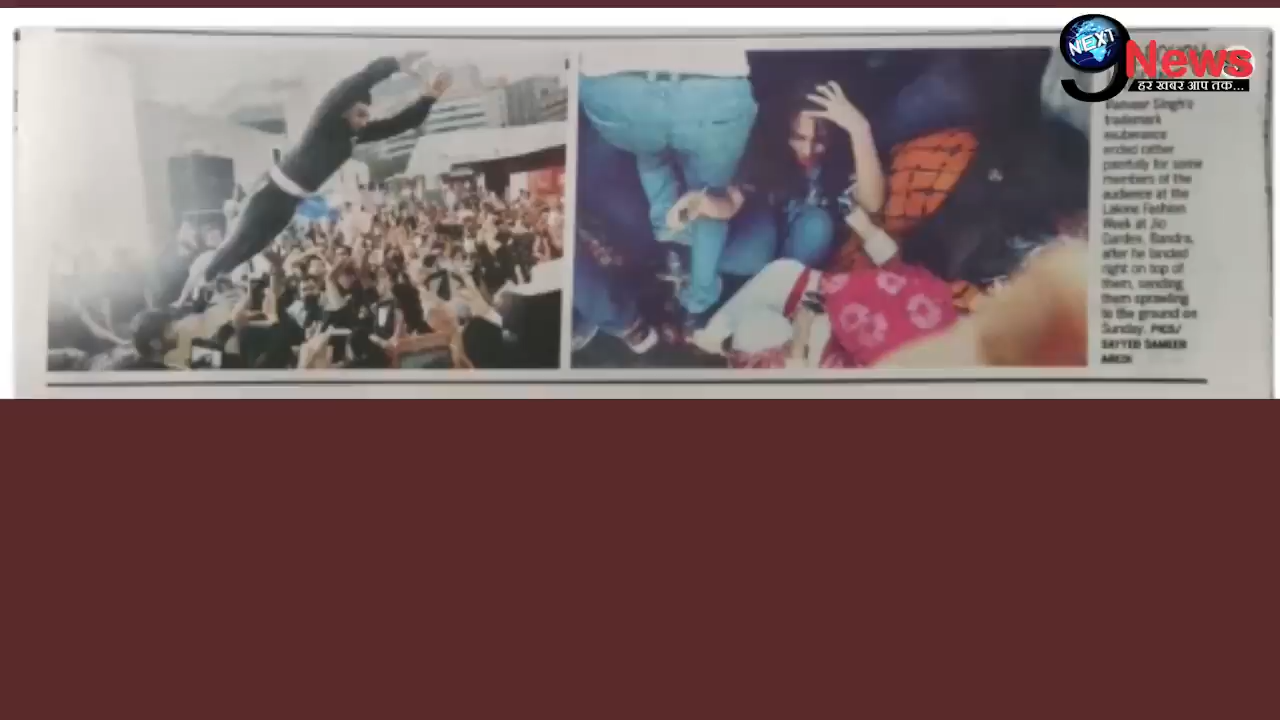 NEXT
9 News
हर खबर आप तक...
Ranveer Singh's
trademark
exuberance
ended rather
painfully for some
members of the
audience at the
Lakme Fashion
Week at Jio
Garden, Bandra,
after he landed
right on top of
them, sending
them sprawling
to the ground on
Sunday. PICS/
SAYYED SAMEER
ABEDI